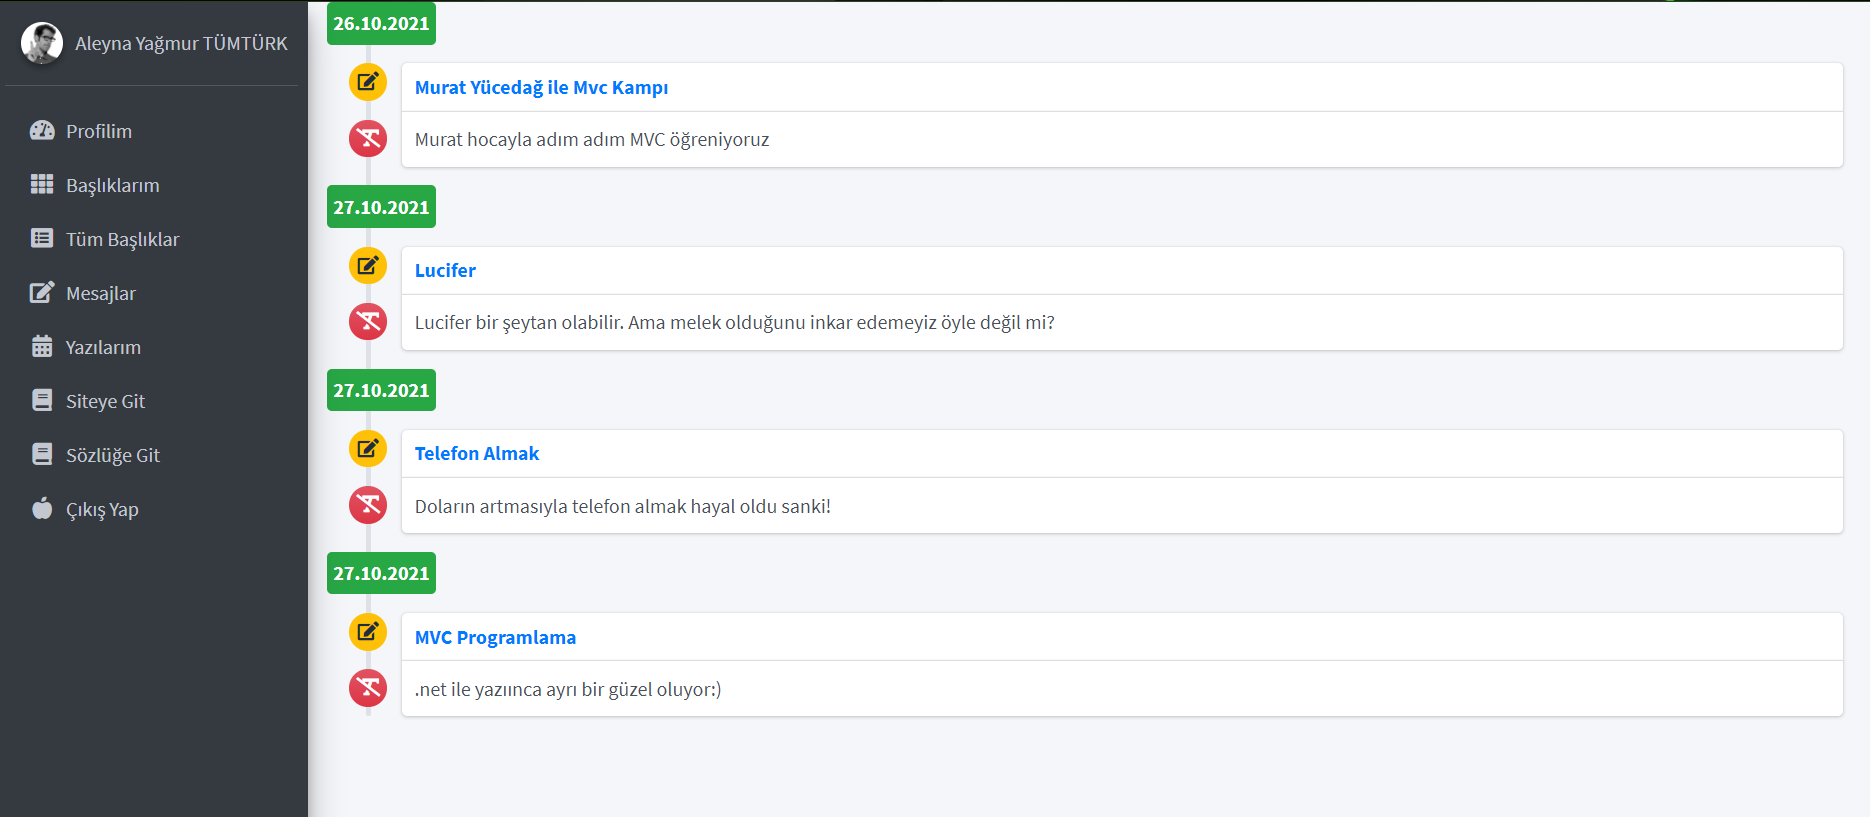 Aleyna Yağmur TÜMTÜRK
Profilim
Başlıklarım
Tüm Başlıklar
Mesajlar
Yazılarım
Siteye Git
Sözlüğe Git
Çıkış Yap
26.10.2021
Murat Yücedağ ile Mvc Kampı
Murat hocayla adım adım MVC öğreniyoruz
27.10.2021
Lucifer
Lucifer bir şeytan olabilir. Ama melek olduğunu inkar edemeyiz öyle değil mi?
27.10.2021
Telefon Almak
Doların artmasıyla telefon almak hayal oldu sanki!
27.10.2021
MVC Programlama
.net ile yazıınca ayrı bir güzel oluyor:)